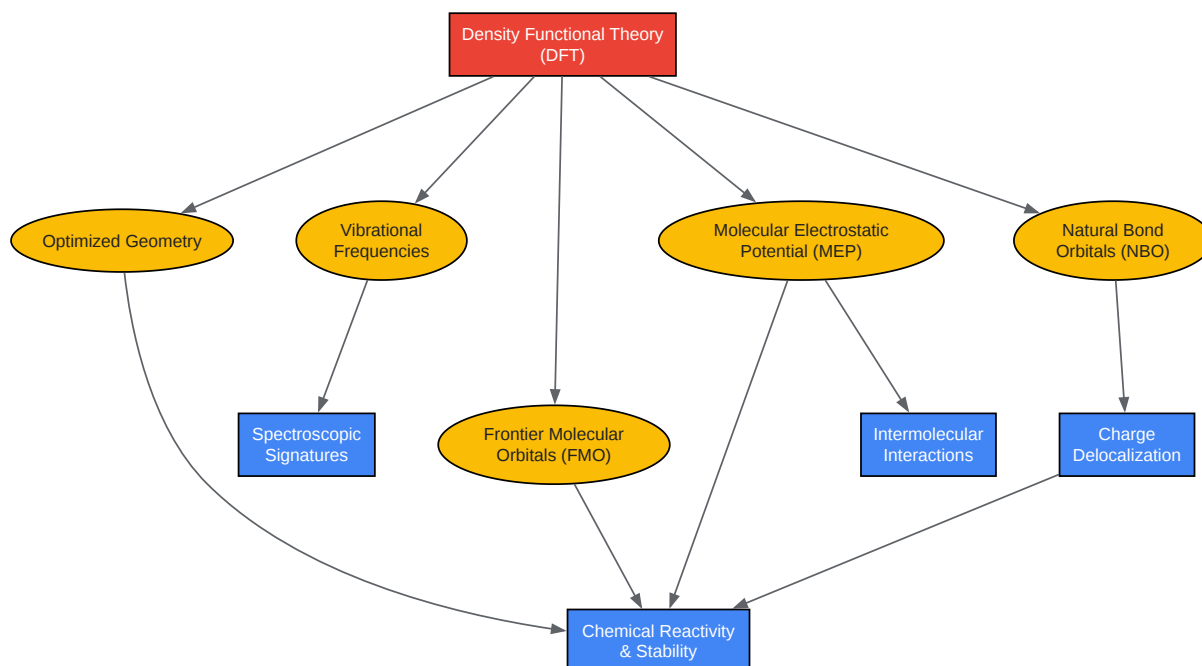 Density Functional Theory
(DFT)
Optimized Geometry
Vibrational
Frequencies
Molecular Electrostatic
Potential (MEP)
Natural Bond
Orbitals (NBO)
Spectroscopic
Signatures
Frontier Molecular
Orbitals (FMO)
Intermolecular
Interactions
Charge
Delocalization
Chemical Reactivity
& Stability